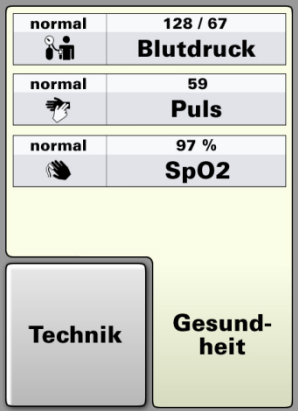 normal 128 / 67
Blutdruck
normal 59
Puls
normal 97 %
SpO2
Technik
Gesund-
heit